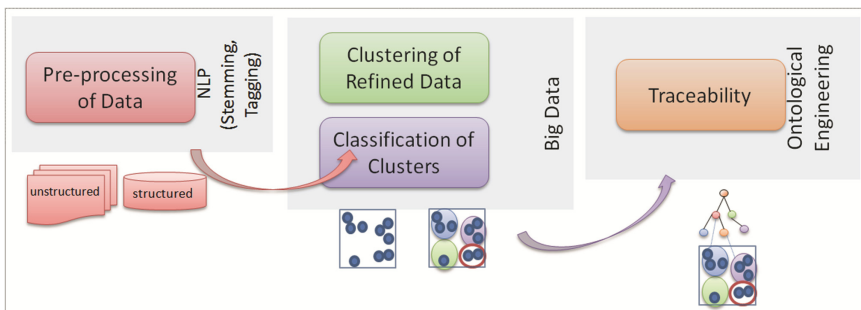 Pre-processing
of Data
NLP
(Stemming,
Tagging)
unstructured
structured
Clustering of
Refined Data
Classification of
Clusters
Big Data
Traceability
Ontological
Engineering